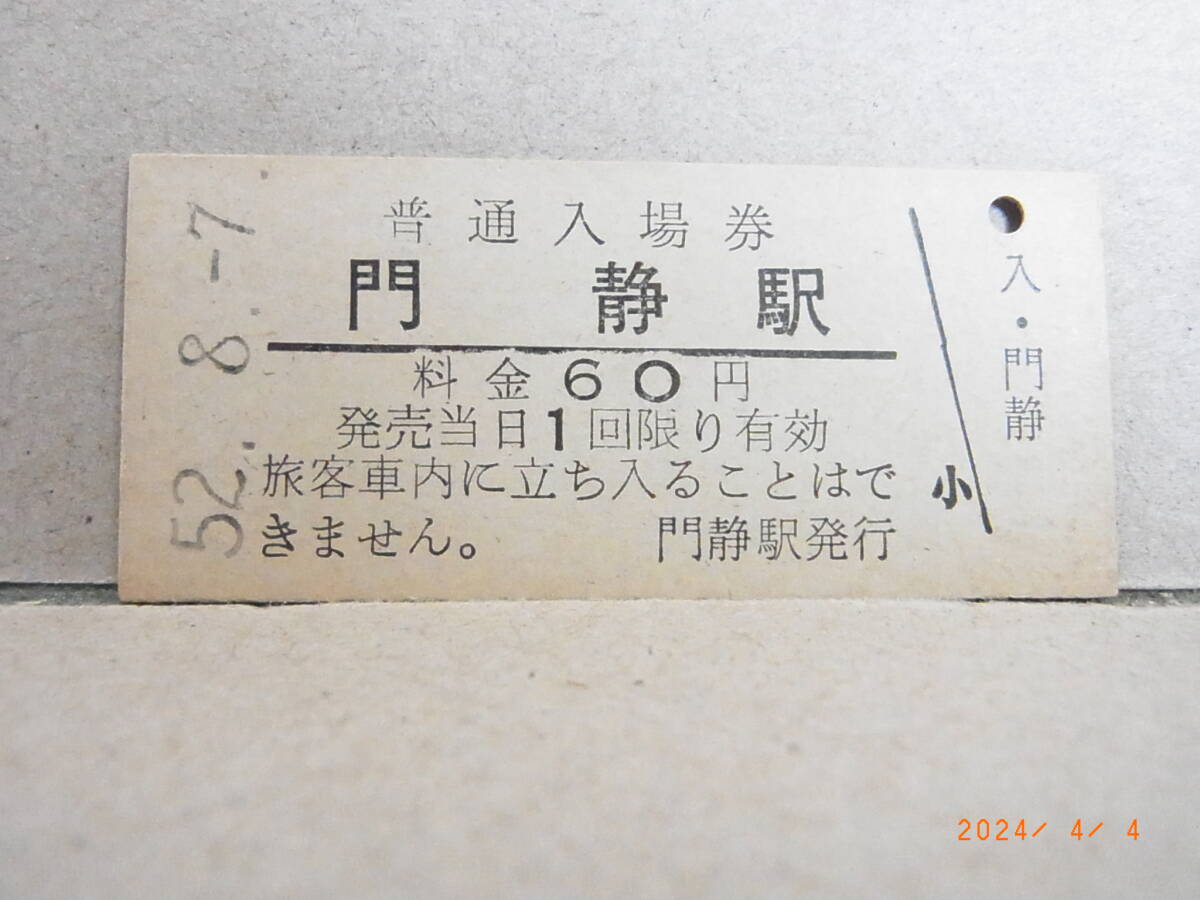 普通入場券
門静駅
料金60円
発売当日1回限り有効
旅客車内に立ち入ることはで
きません。 門静駅発行
52.8.-7
小
入・門静
2024/ 4/ 4